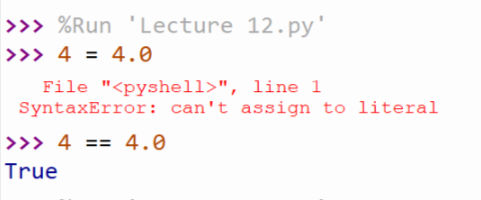 >>> %Run 'Lecture 12.py'
>>> 4 = 4.0
File "<pyshell>", line 1
SyntaxError: can't assign to literal
>>> 4 == 4.0
True